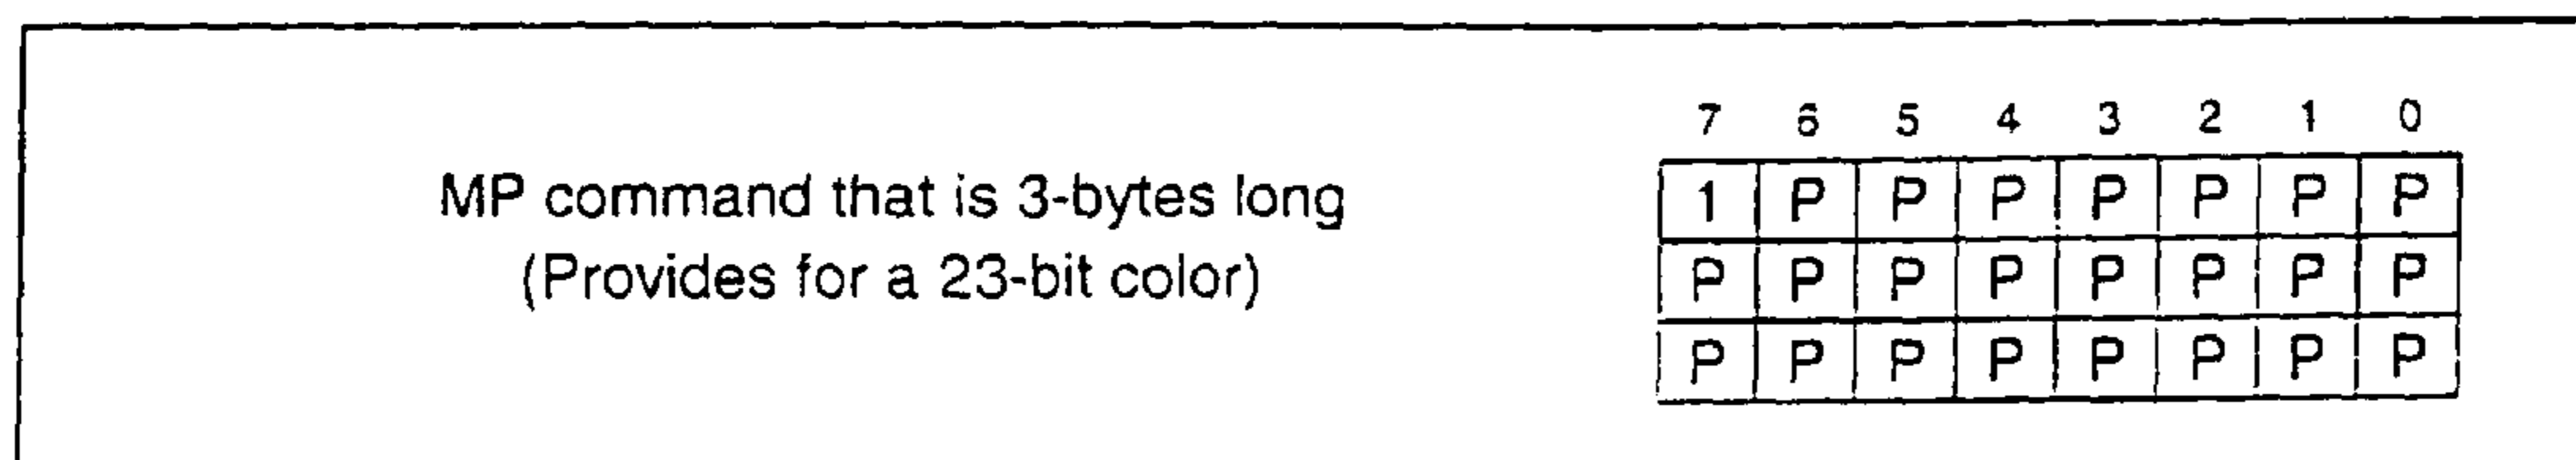 7 6 5 4 3 2 1 0
MP command that is 3-bytes long
1 P P P P P P P
(Provides for a 23-bit color)
P P P P P P P P
P P P P P P P P